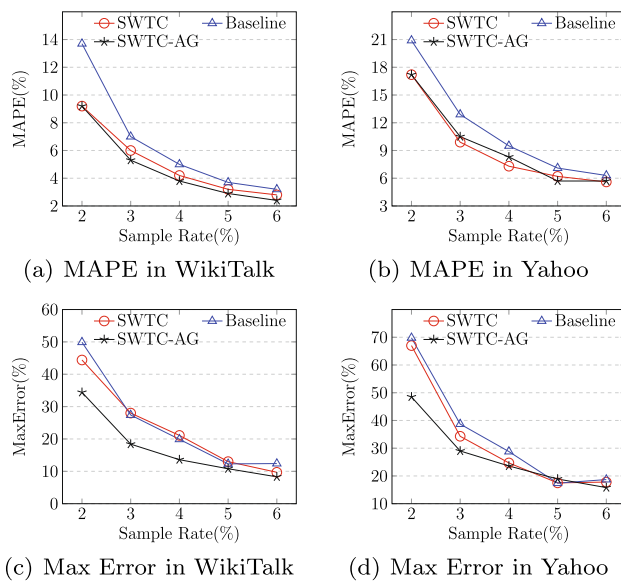 SWTC
Baseline
SWTC-AG
MAPE(%)
14
12
10
8
6
4
2
2 3 4 5 6
Sample Rate(%)
(a) MAPE in WikiTalk
SWTC
Baseline
SWTC-AG
MAPE(%)
21
18
15
12
9
6
3
2 3 4 5 6
Sample Rate(%)
(b) MAPE in Yahoo
SWTC
Baseline
SWTC-AG
MaxError(%)
60
50
40
30
20
10
0
2 3 4 5 6
Sample Rate(%)
(c) Max Error in WikiTalk
SWTC
Baseline
SWTC-AG
MaxError(%)
70
60
50
40
30
20
10
2 3 4 5 6
Sample Rate(%)
(d) Max Error in Yahoo